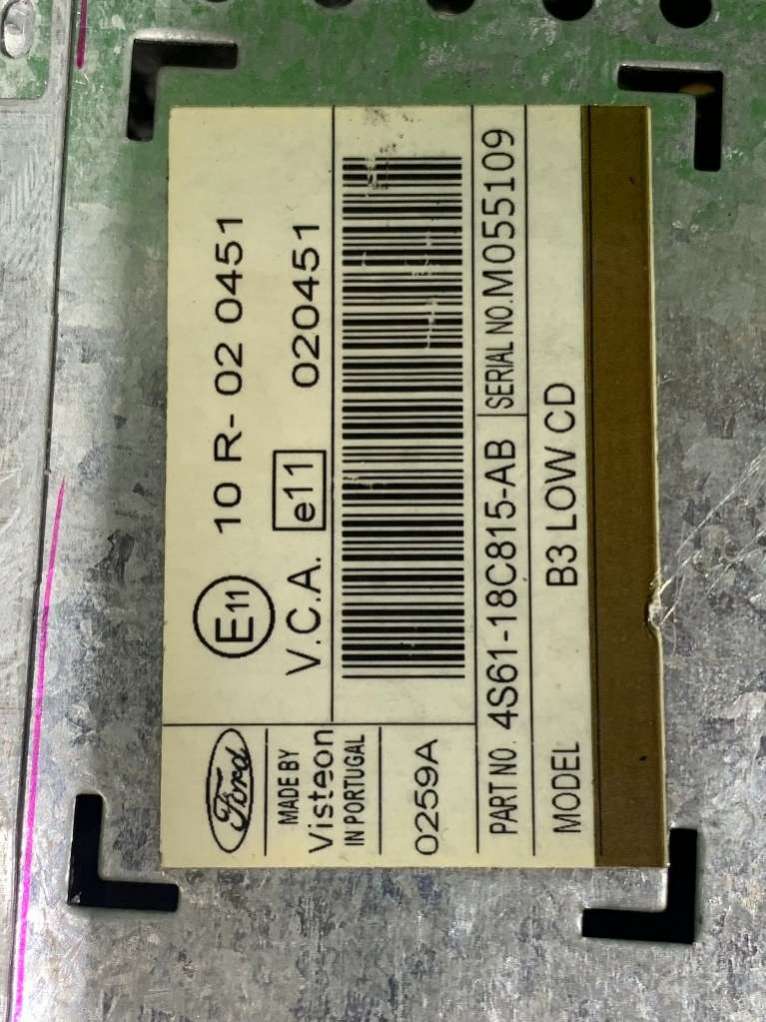 Ford
MADE BY
Visteon
IN PORTUGAL
0259A
E11 10 R- 02 0451
V.C.A. e11 020451
PART NO. 4S61-18C815-AB SERIAL NO. M055109
MODEL B3 LOW CD